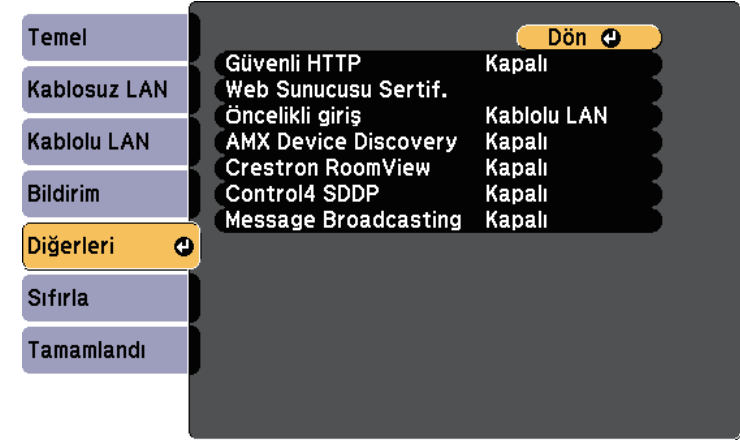 Temel
Kablosuz LAN
Kablolu LAN
Bildirim
Diğerleri
Sıfırla
Tamamlandı
Dön
Güvenli HTTP Kapalı
Web Sunucusu Sertif.
Öncelikli giriş Kablolu LAN
AMX Device Discovery Kapalı
Crestron RoomView Kapalı
Control4 SDDP Kapalı
Message Broadcasting Kapalı